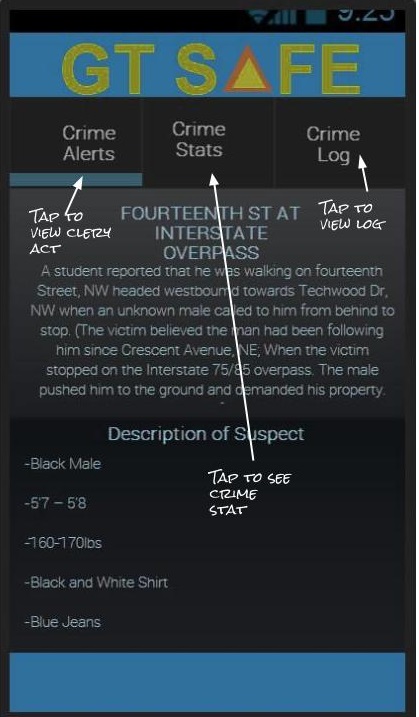 9:25
GT SAFE
Crime
Alerts
Crime
Stats
Crime
Log
TAP TO
VIEW CLERY
ACT
TAP TO
VIEW LOG
FOURTEENTH ST AT
INTERSTATE
OVERPASS
A student reported that he was walking on fourteenth
Street, NW headed westbound towards Techwood Dr,
NW when an unknown male called to him from behind to
stop. (The victim believed the man had been following
him since Crescent Avenue, NE; When the victim
stopped on the Interstate 75/85 overpass. The male
pushed him to the ground and demanded his property.
Description of Suspect
-Black Male
-5'7 – 5'8
-160-170lbs
TAP TO SEE
CRIME
STAT
-Black and White Shirt
-Blue Jeans